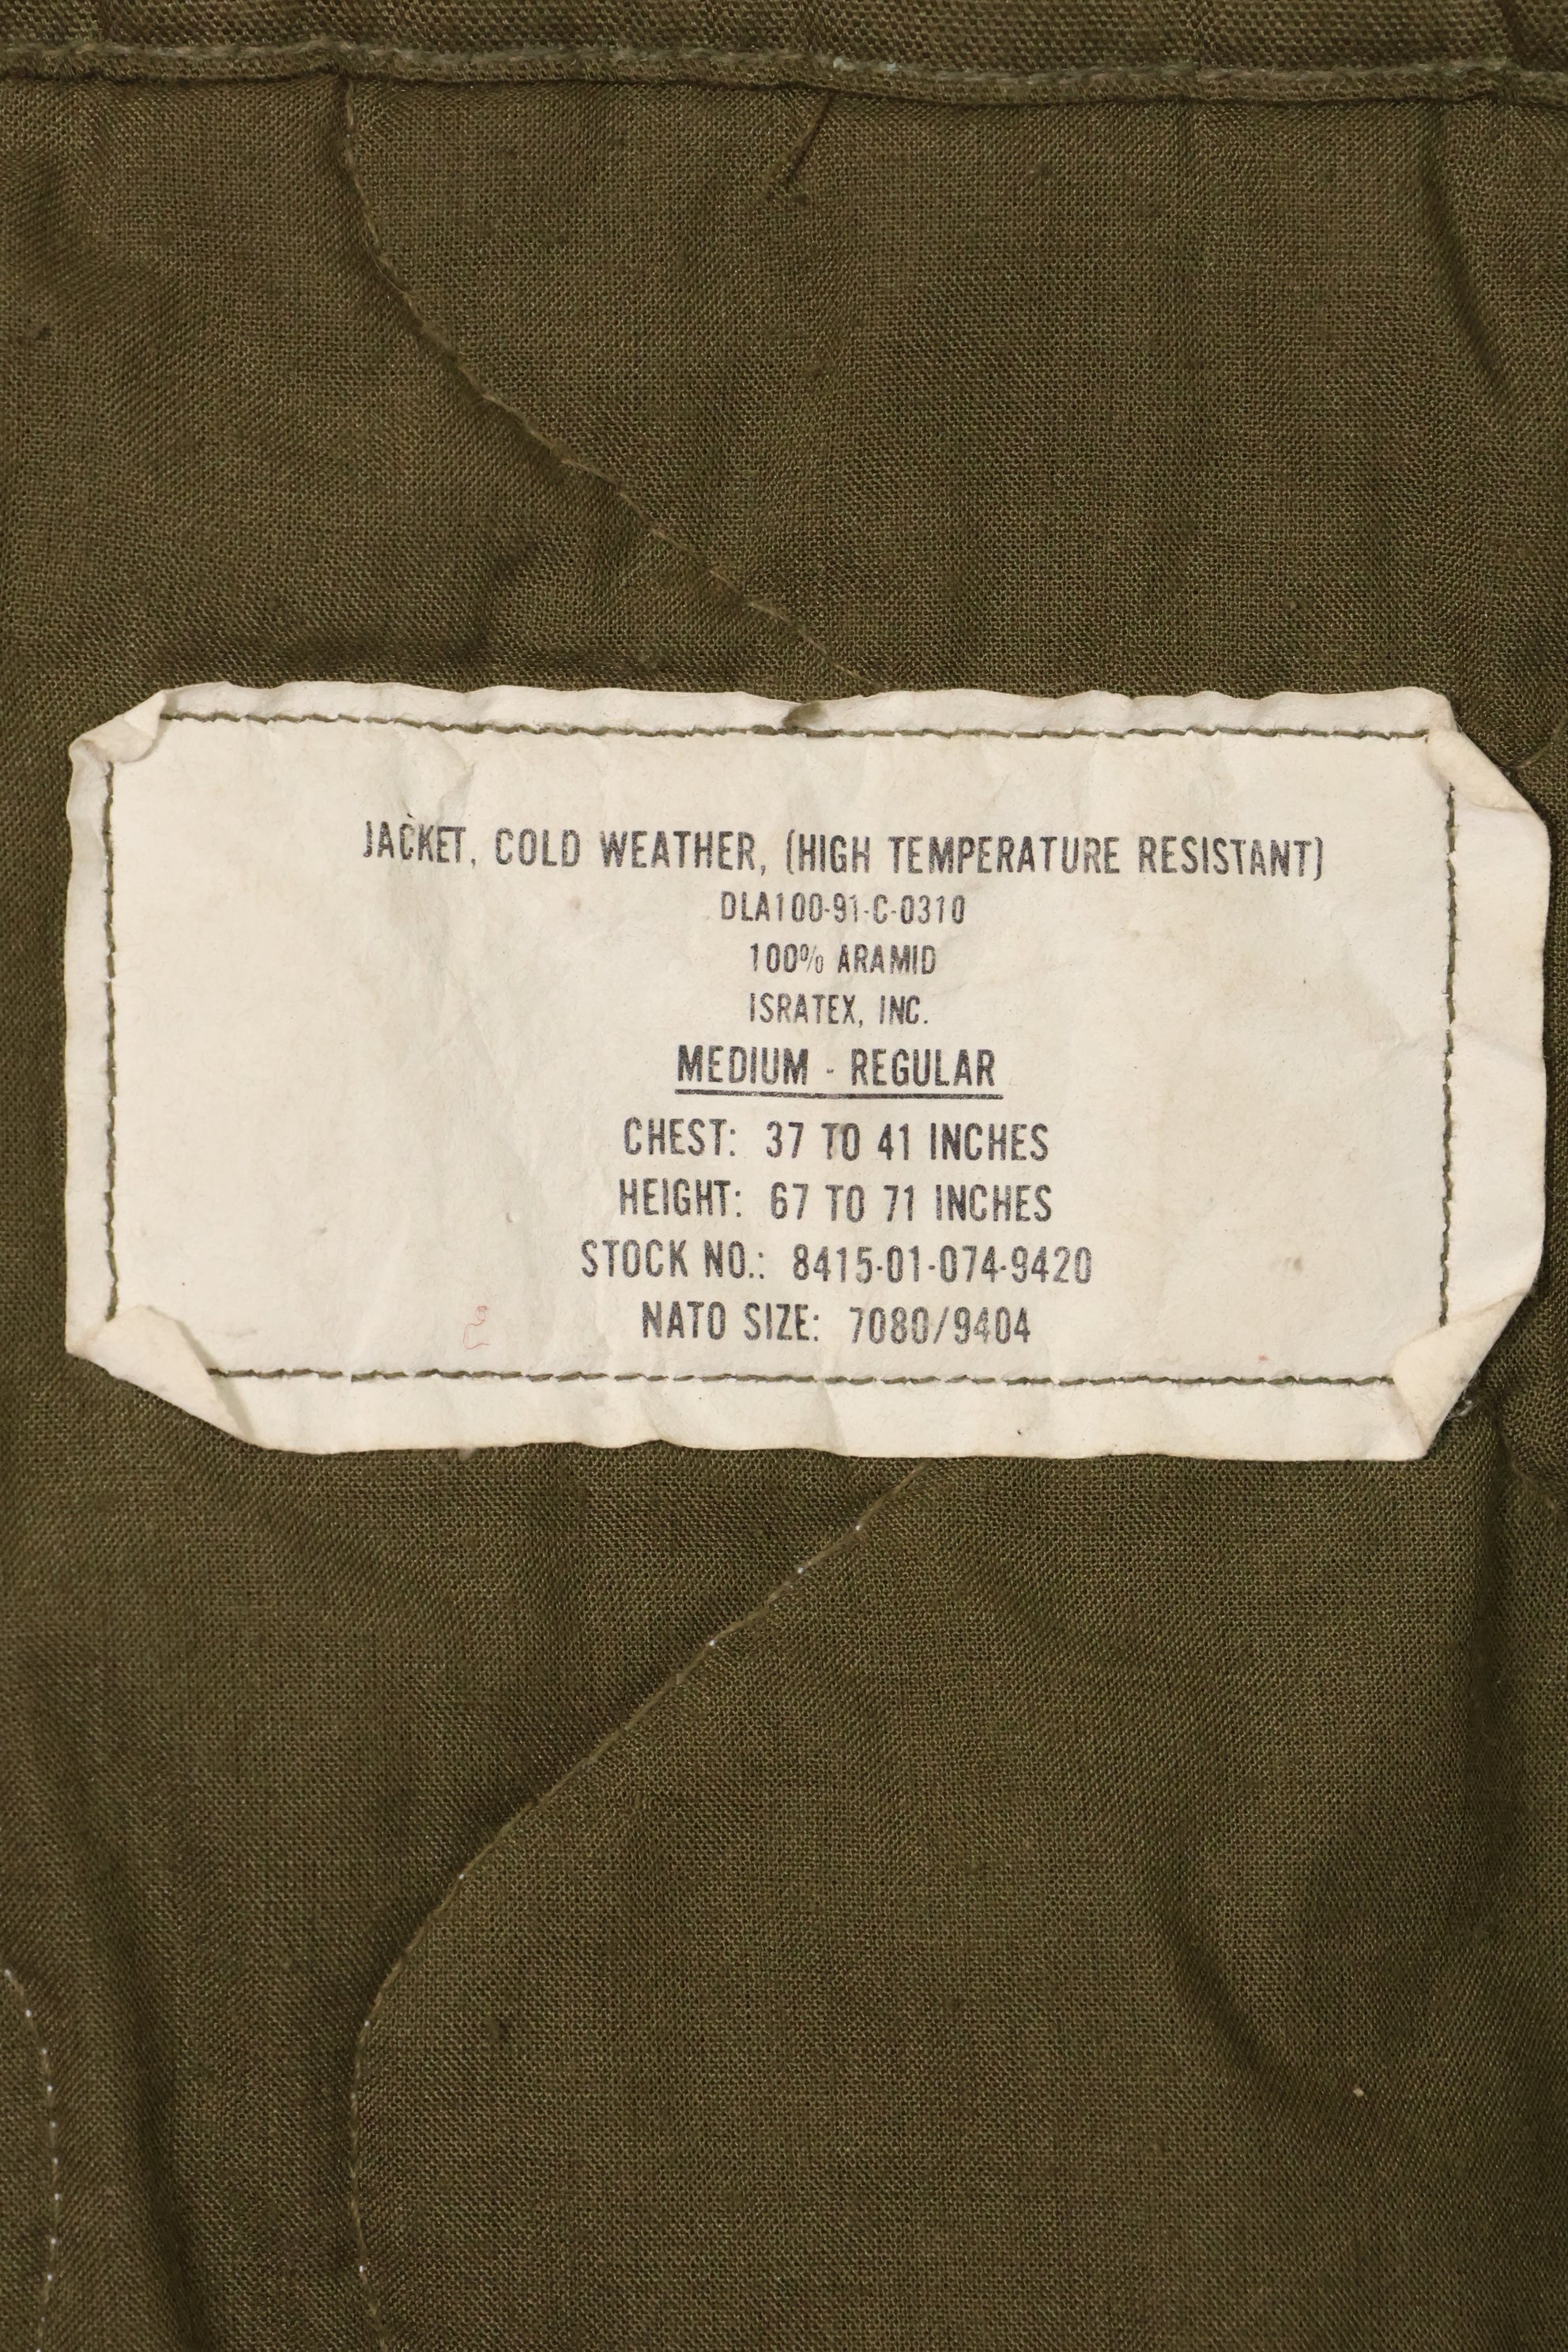 JACKET, COLD WEATHER, (HIGH TEMPERATURE RESISTANT)
DLA100-91-C-0310
100% ARAMID
ISRATEX, INC.
MEDIUM - REGULAR
CHEST: 37 TO 41 INCHES
HEIGHT: 67 TO 71 INCHES
STOCK NO.: 8415-01-074-9420
NATO SIZE: 7080/9404